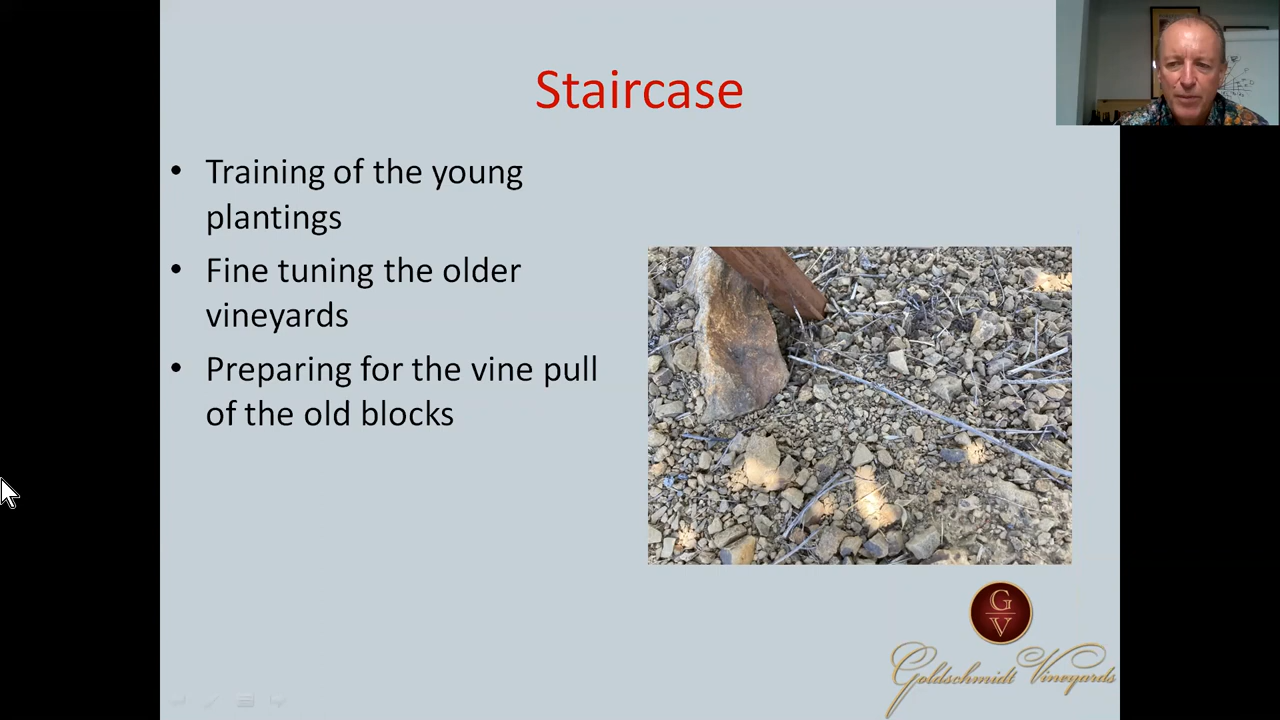 Staircase
• Training of the young
plantings
• Fine tuning the older
vineyards
• Preparing for the vine pull
of the old blocks
G
V
Goldschmidt Vineyards